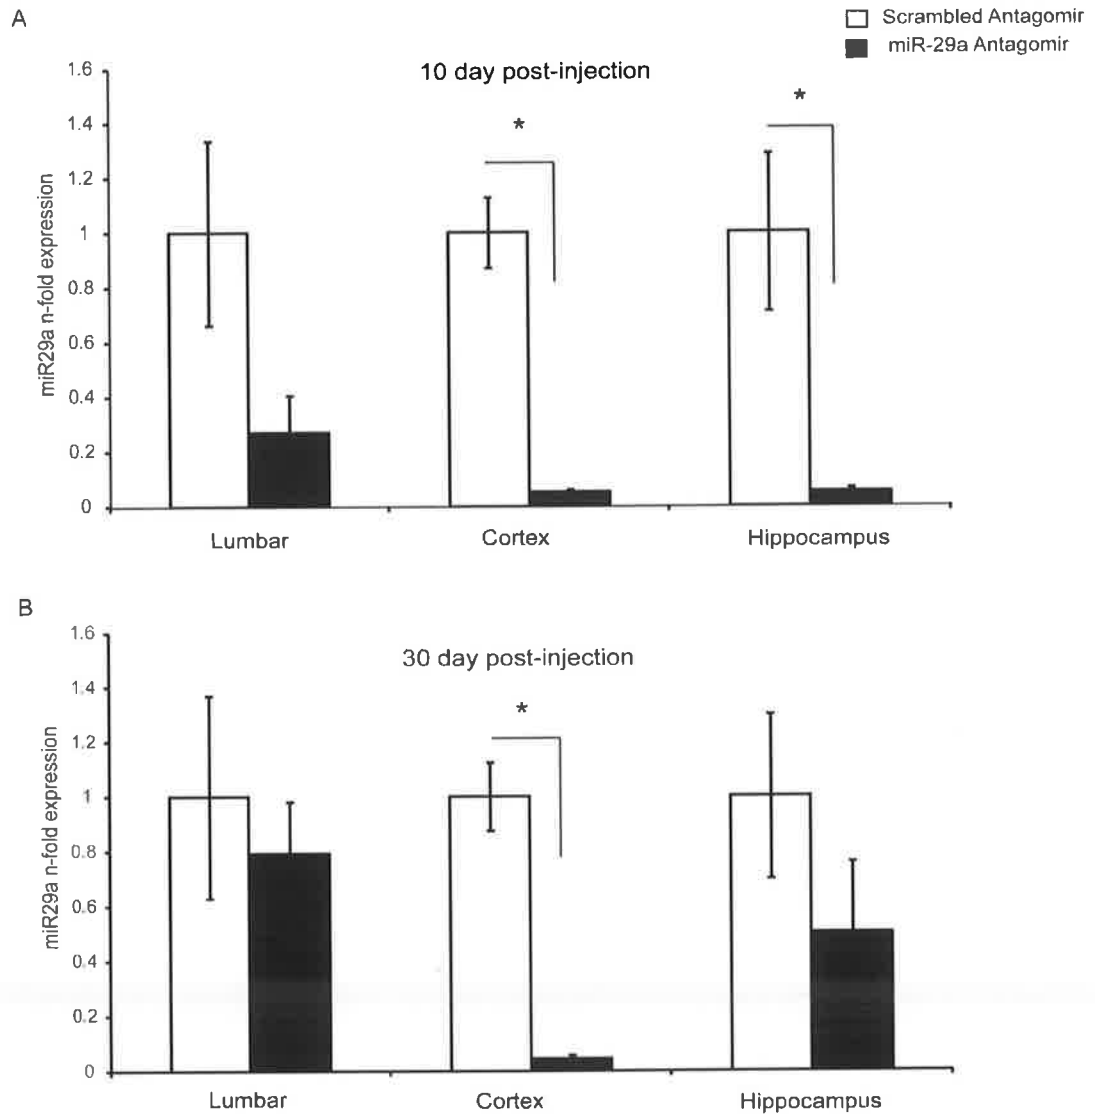 A
Scrambled Antagomir
miR-29a Antagomir
10 day post-injection
miR29a n-fold expression
1.6
1.4
1.2
1
0.8
0.6
0.4
0.2
0
*
*
Lumbar
Cortex
Hippocampus
B
30 day post-injection
miR29a n-fold expression
1.6
1.4
1.2
1
0.8
0.6
0.4
0.2
0
*
Lumbar
Cortex
Hippocampus